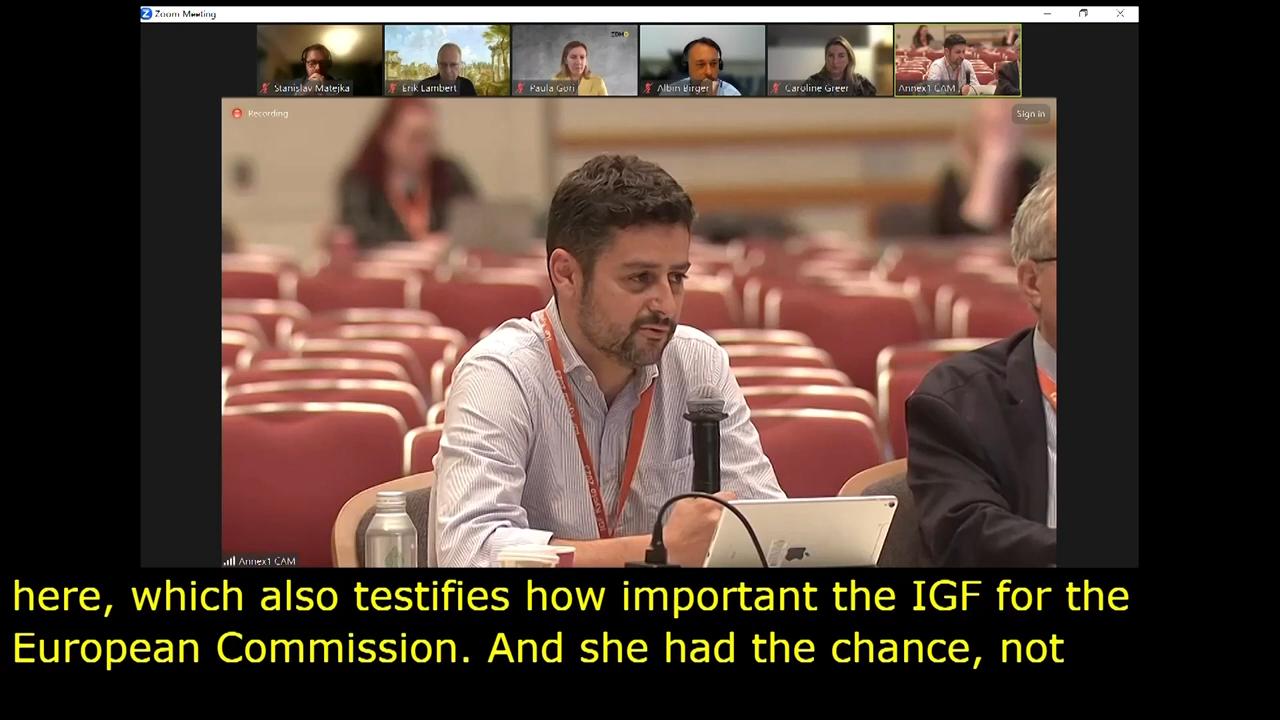 Zoom Meeting
Stanislav Matejka
Erik Lambert
Paula Gori
Albin Birger
Caroline Greer
Annex1 CAM
Recording
Sign in
Annex1 CAM
here, which also testifies how important the IGF for the
European Commission. And she had the chance, not